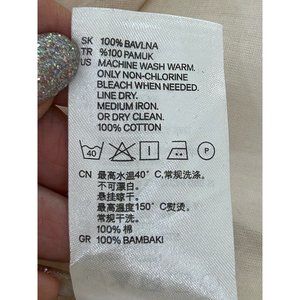 SK 100% BAVLNA
TR %100 PAMUK
US MACHINE WASH WARM.
ONLY NON-CHLORINE
BLEACH WHEN NEEDED.
LINE DRY.
MEDIUM IRON.
OR DRY CLEAN.
100% COTTON
40 P
CN 最高水温40°C,常规洗涤。
不可漂白。
悬挂晾干。
最高温度150°C熨烫。
常规干洗。
100% 棉
GR 100% ΒΑΜΒΑΚΙ